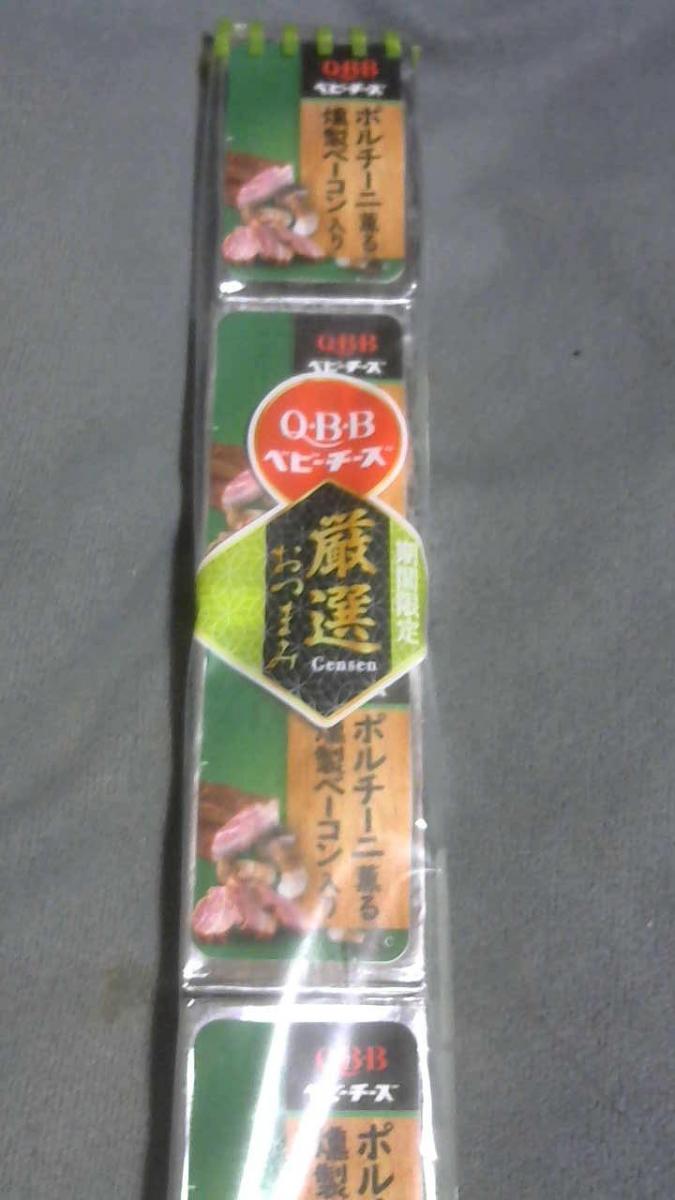 Q·B·B
ベビーチーズ
ポルチーニ薫る
燻製ベーコン入り
Q·B·B
ベビーチーズ
Q·B·B
ベビーチーズ
期間限定
厳選
おつまみ
Gensen
ポルチーニ薫る
燻製ベーコン入り
C
Q·B·B
ベビーチーズ
ポル
燻製